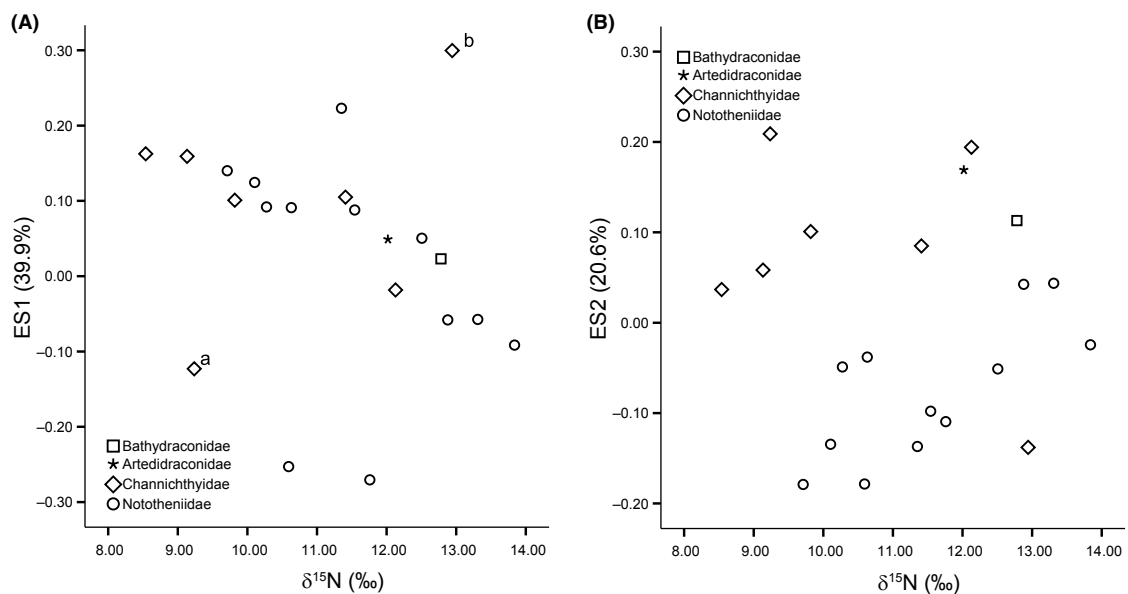 (A)
ES1 (39.9%)
0.30
0.20
0.10
0.00
–0.10
–0.20
–0.30
b
a
Bathydraconidae
Artedidraconidae
Channichthyidae
Nototheniidae
8.00 9.00 10.00 11.00 12.00 13.00 14.00
δ¹⁵N (‰)
(B)
ES2 (20.6%)
0.30
0.20
0.10
0.00
–0.10
–0.20
Bathydraconidae
Artedidraconidae
Channichthyidae
Nototheniidae
8.00 9.00 10.00 11.00 12.00 13.00 14.00
δ¹⁵N (‰)